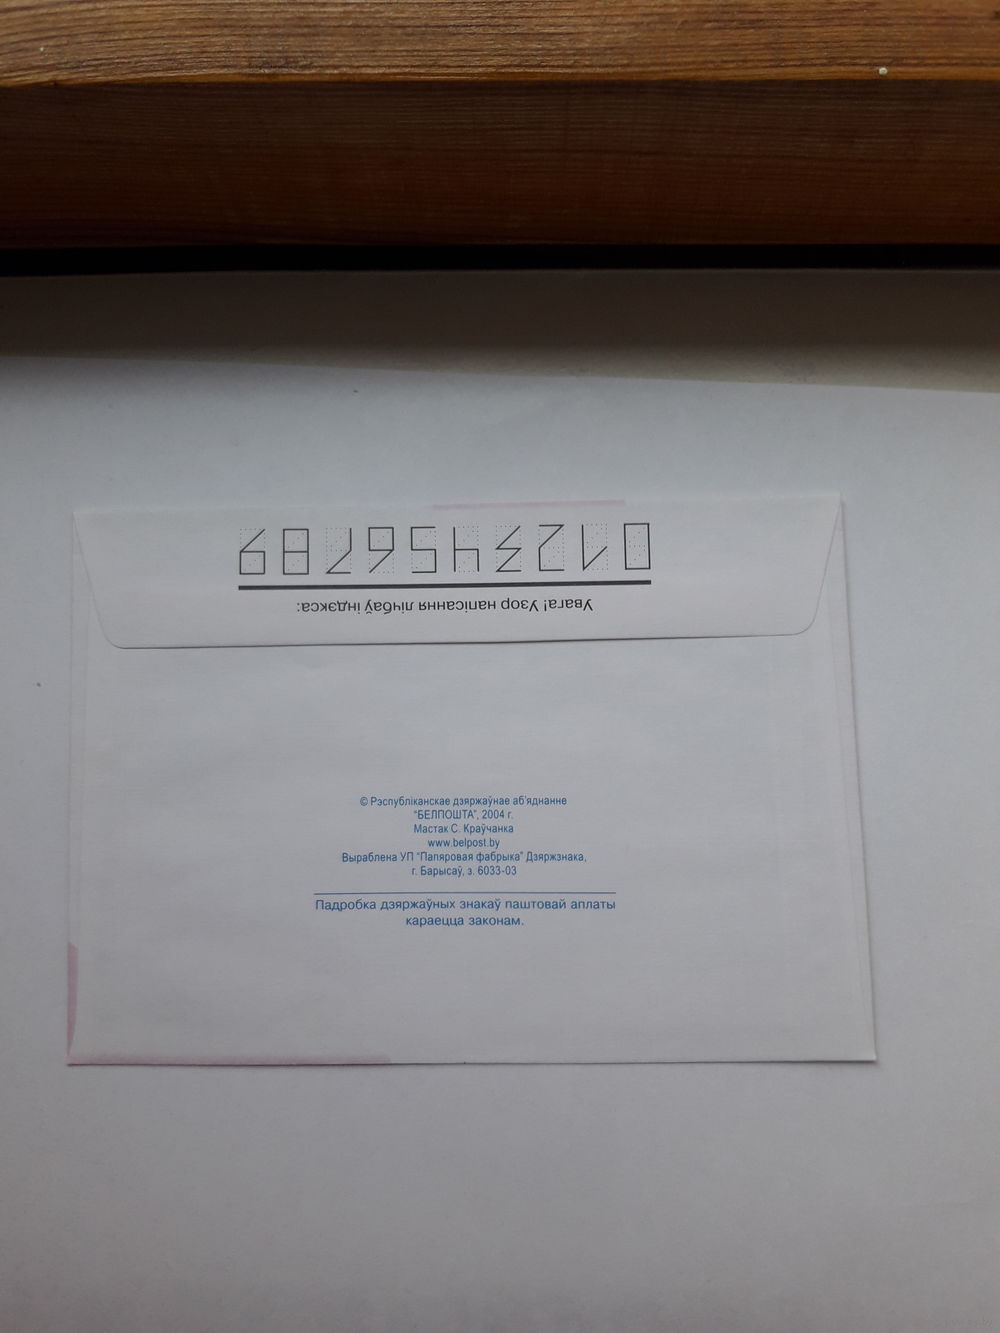 Увага! Узор напісання лічбаў індэкса:
0123456789
© Рэспубліканскае дзяржаўнае аб'яднанне
"БЕЛПОШТА", 2004 г.
Мастак С. Краўчанка
www.belpost.by
Выраблена УП "Папяровая фабрыка" Дзяржзнака,
г. Барысаў, з. 6033-03
Падробка дзяржаўных знакаў паштовай аплаты
караецца законам.